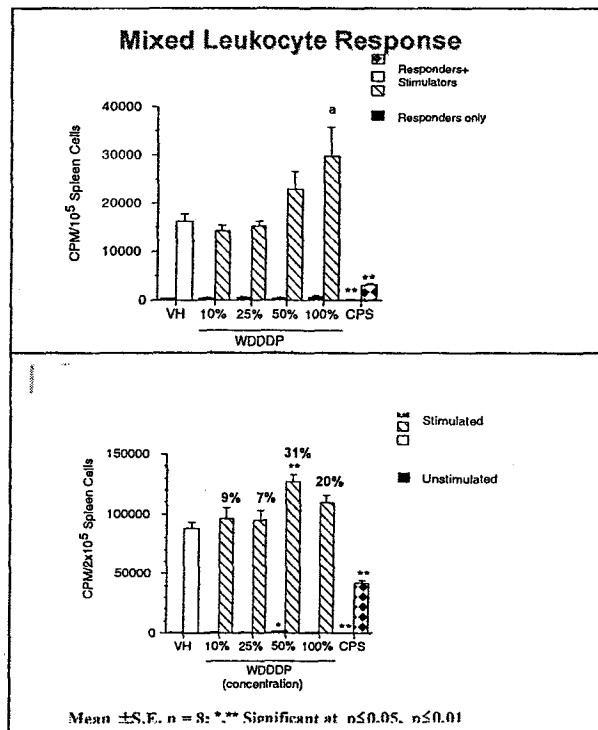 Mixed Leukocyte Response
Responders+
Stimulators
Responders only
CPM/10⁵ Spleen Cells
40000
30000
20000
10000
0
a
**
**
VH 10% 25% 50% 100% CPS
WDDDP
Stimulated
Unstimulated
CPM/2x10⁵ Spleen Cells
150000
100000
50000
0
9%
7%
31%
**
20%
*
**
**
VH 10% 25% 50% 100% CPS
WDDDP
(concentration)
Mean ±S.E. n = 8; *,** Significant at p≤0.05, p≤0.01